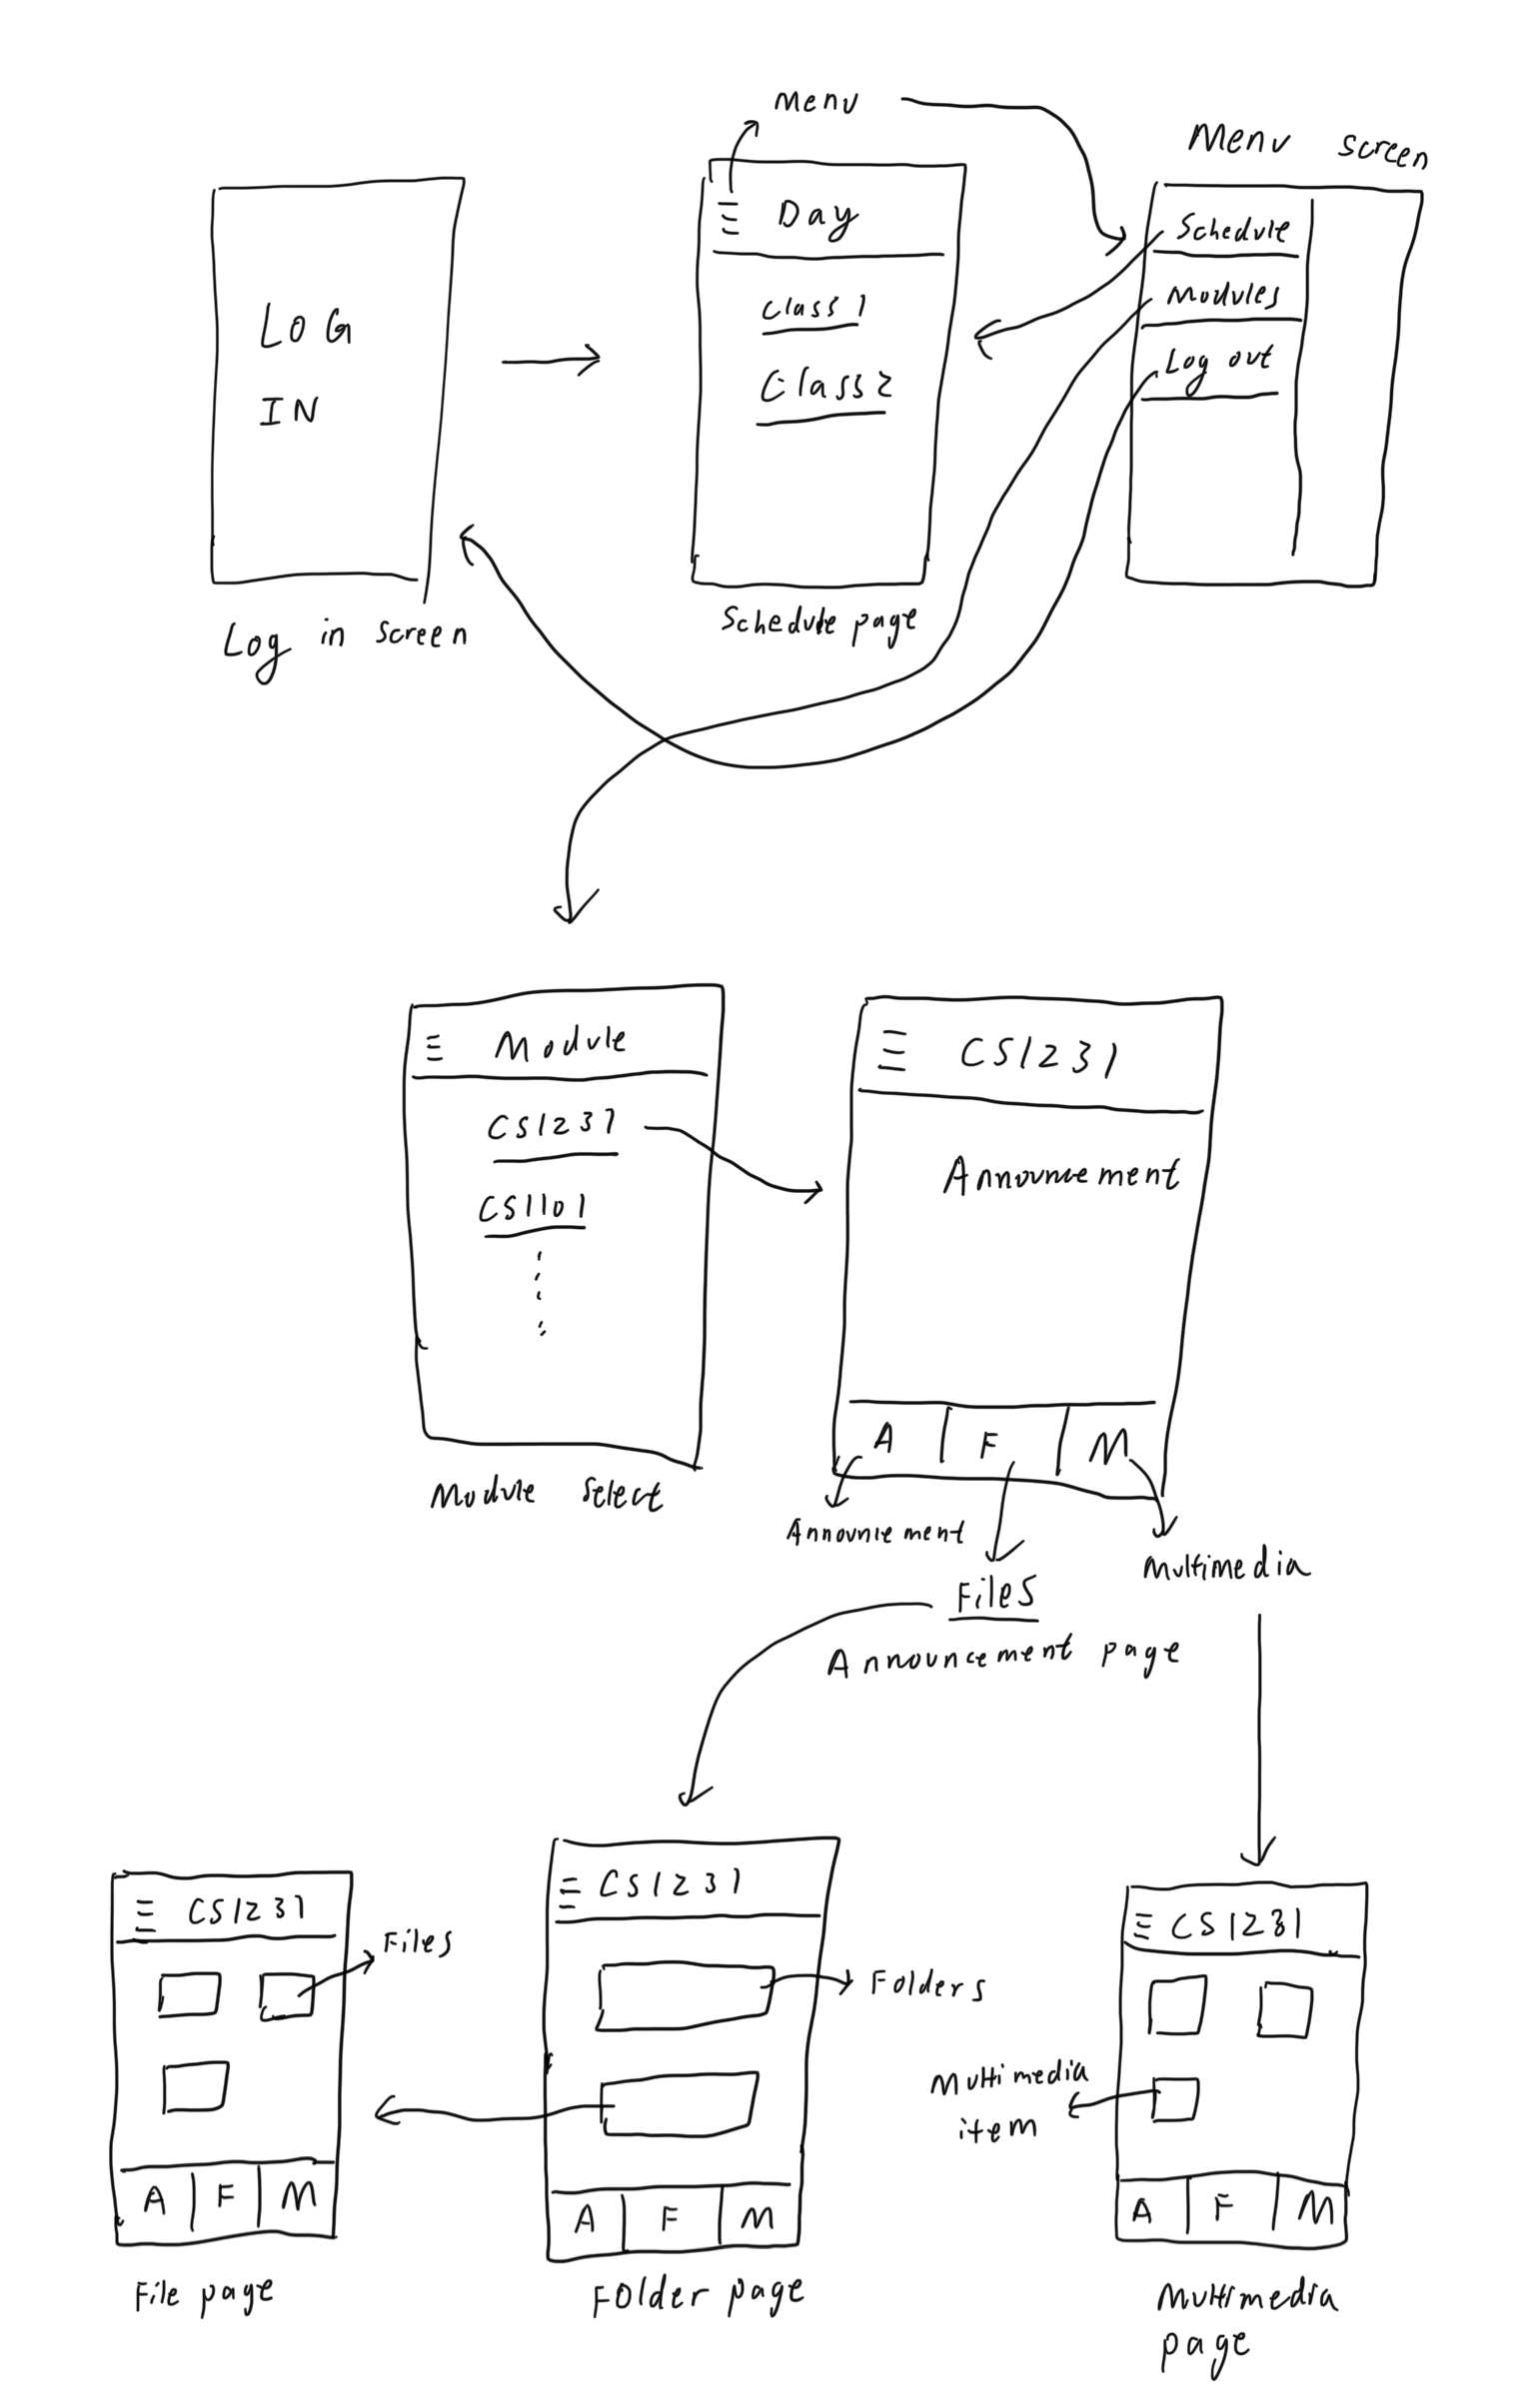 menu
Menu screen
LOG
IN
Day
Class 1
Class 2
Schedule
Modules
Log out
Log in screen
Schedule page
Module
CS1231
CS1101
Module Select
CS1231
Announcement
A F M
Announcement
Files
Multimedia
Announcement page
CS1231
Files
A F M
File page
CS1231
Folders
A F M
Folder page
CS1231
Multimedia
item
A F M
Multimedia
page